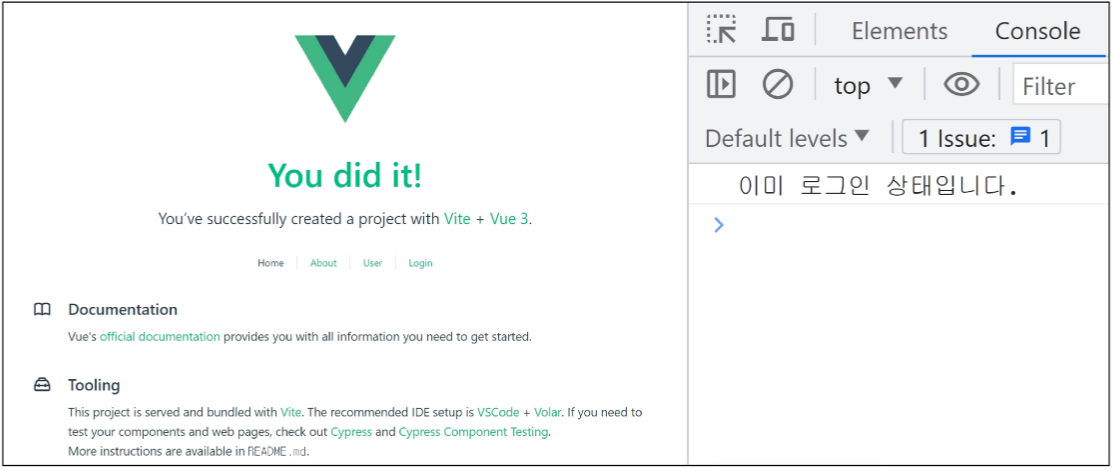 You did it!
You've successfully created a project with Vite + Vue 3.
Home About User Login
Documentation
Vue's official documentation provides you with all information you need to get started.
Tooling
This project is served and bundled with Vite. The recommended IDE setup is VSCode + Volar. If you need to
test your components and web pages, check out Cypress and Cypress Component Testing.
More instructions are available in README.md.
Elements Console
top Filter
Default levels 1 Issue: 1
이미 로그인 상태입니다.